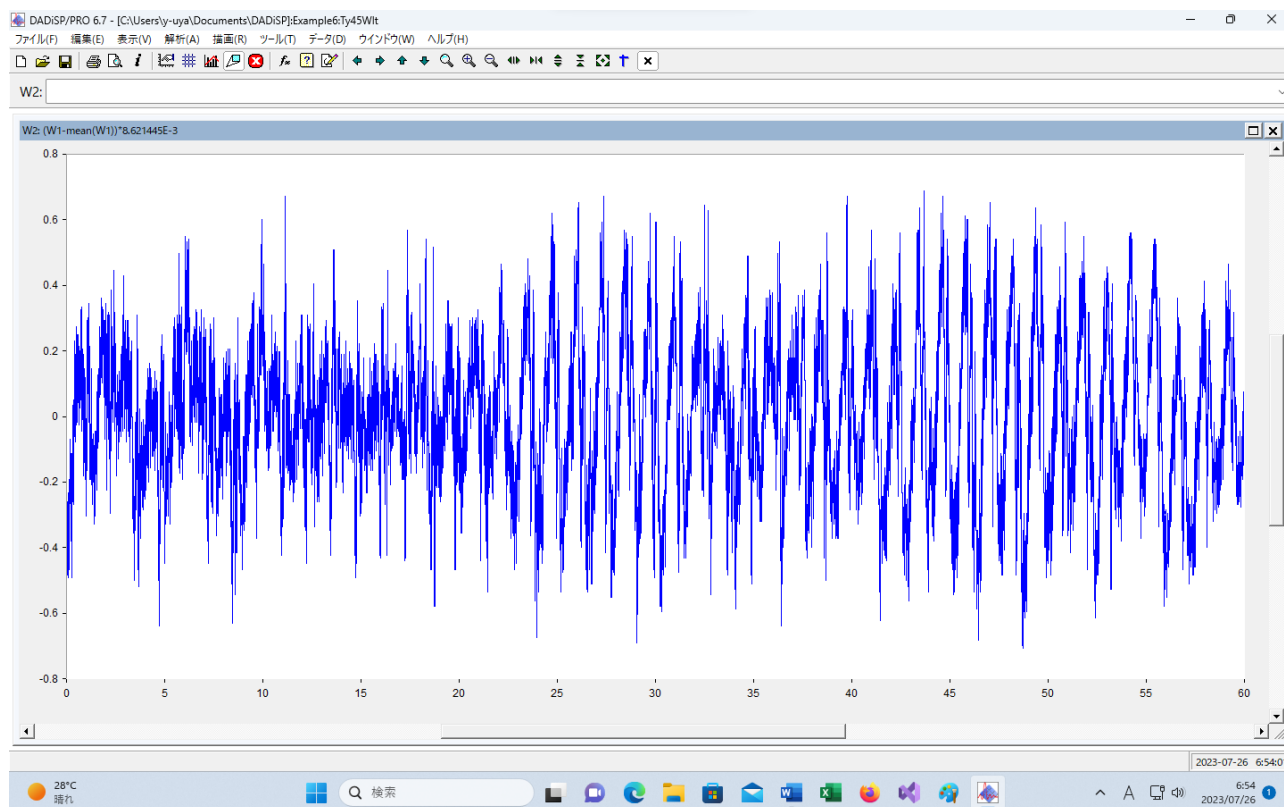 DADiSP/PRO 6.7 - [C:\Users\y-uya\Documents\DADiSP]:Example6:Ty45Wlt
ファイル(F) 編集(E) 表示(V) 解析(A) 描画(R) ツール(T) データ(D) ウインドウ(W) ヘルプ(H)
W2:
W2: (W1-mean(W1))*8.621445E-3
0.8
0.6
0.4
0.2
0
-0.2
-0.4
-0.6
-0.8
0 5 10 15 20 25 30 35 40 45 50 55 60
2023-07-26 6:54:0
28°C
晴れ
検索
A
6:54
2023/07/26
1